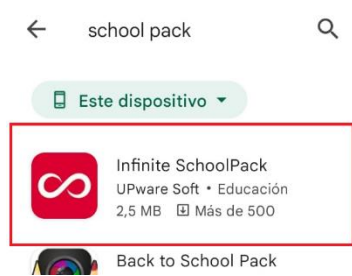 school pack
Este dispositivo
Infinite SchoolPack
UPware Soft • Educación
2,5 MB Más de 500
Back to School Pack